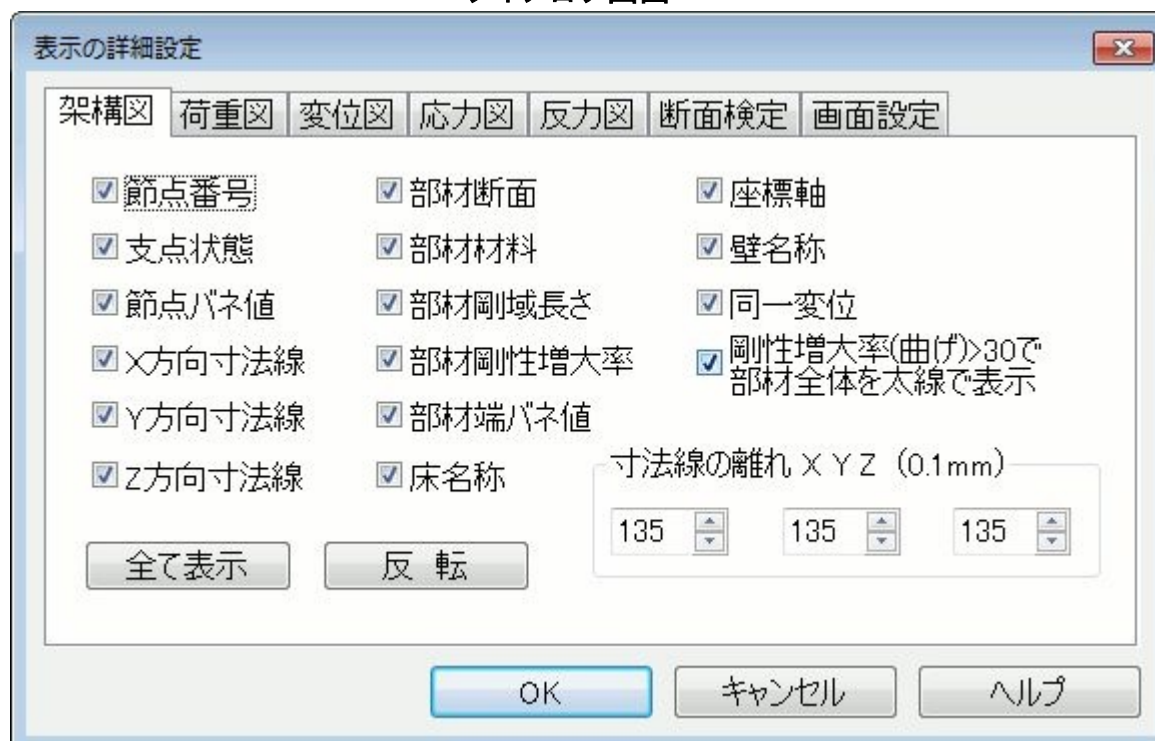 表示の詳細設定
架構図 荷重図 変位図 応力図 反力図 断面検定 画面設定
節点番号 部材断面 座標軸
支点状態 部材材料 壁名称
節点バネ値 部材剛域長さ 同一変位
X方向寸法線 部材剛性増大率 剛性増大率(曲げ)>30で
部材全体を太線で表示
Y方向寸法線 部材端バネ値
Z方向寸法線 床名称
寸法線の離れ X Y Z (0.1mm)
135 135 135
全て表示 反 転
OK キャンセル ヘルプ